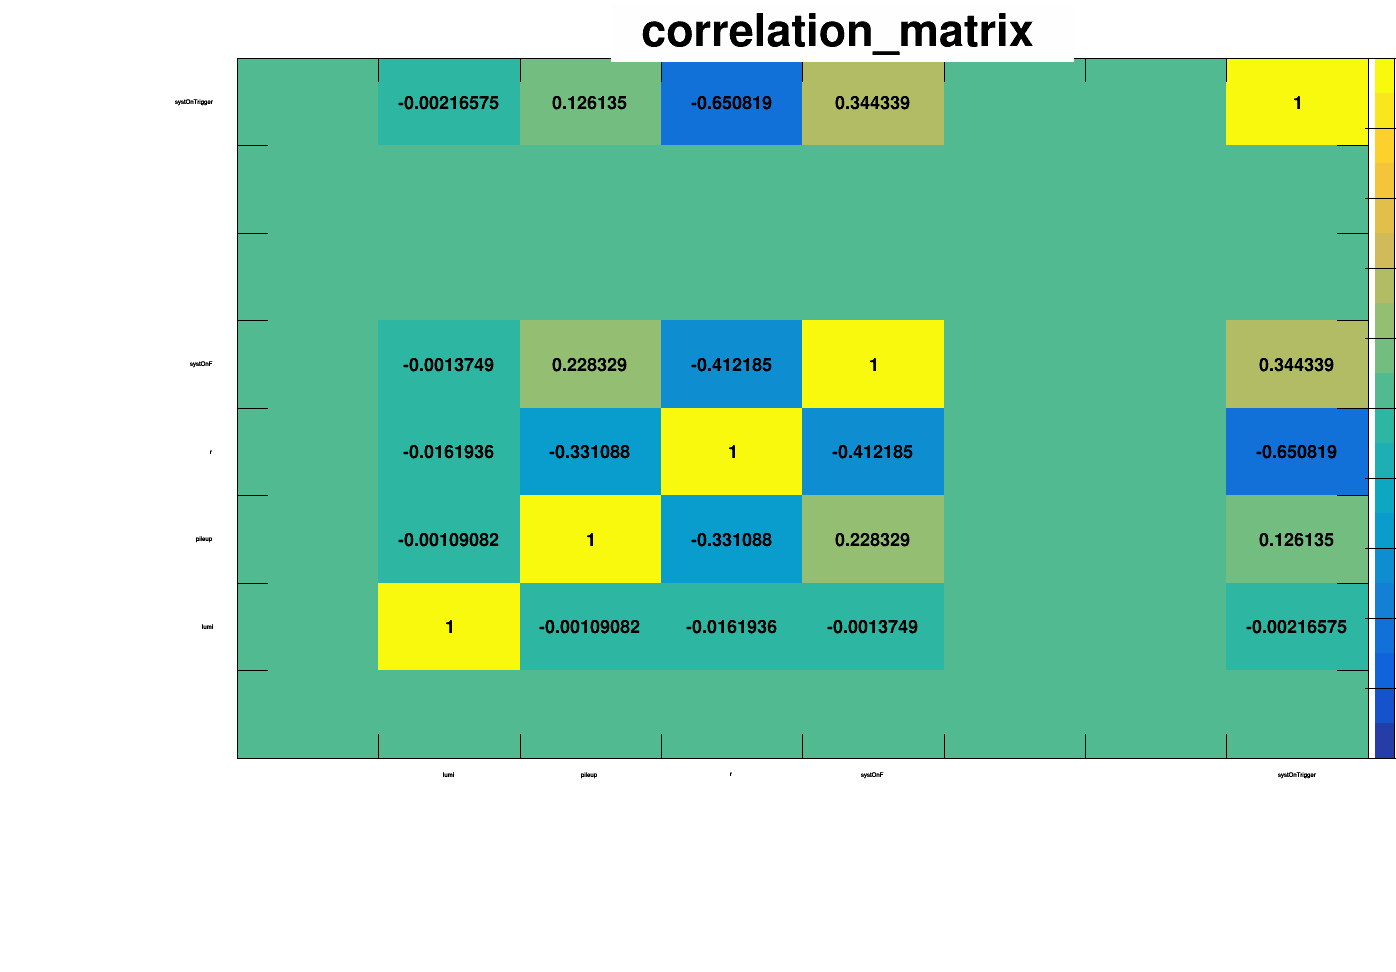 correlation_matrix
systOnTrigger -0.00216575 0.126135 -0.650819 0.344339 1
systOnF -0.0013749 0.228329 -0.412185 1 0.344339
r -0.0161936 -0.331088 1 -0.412185 -0.650819
pileup -0.00109082 1 -0.331088 0.228329 0.126135
lumi 1 -0.00109082 -0.0161936 -0.0013749 -0.00216575
lumi pileup r systOnF systOnTrigger